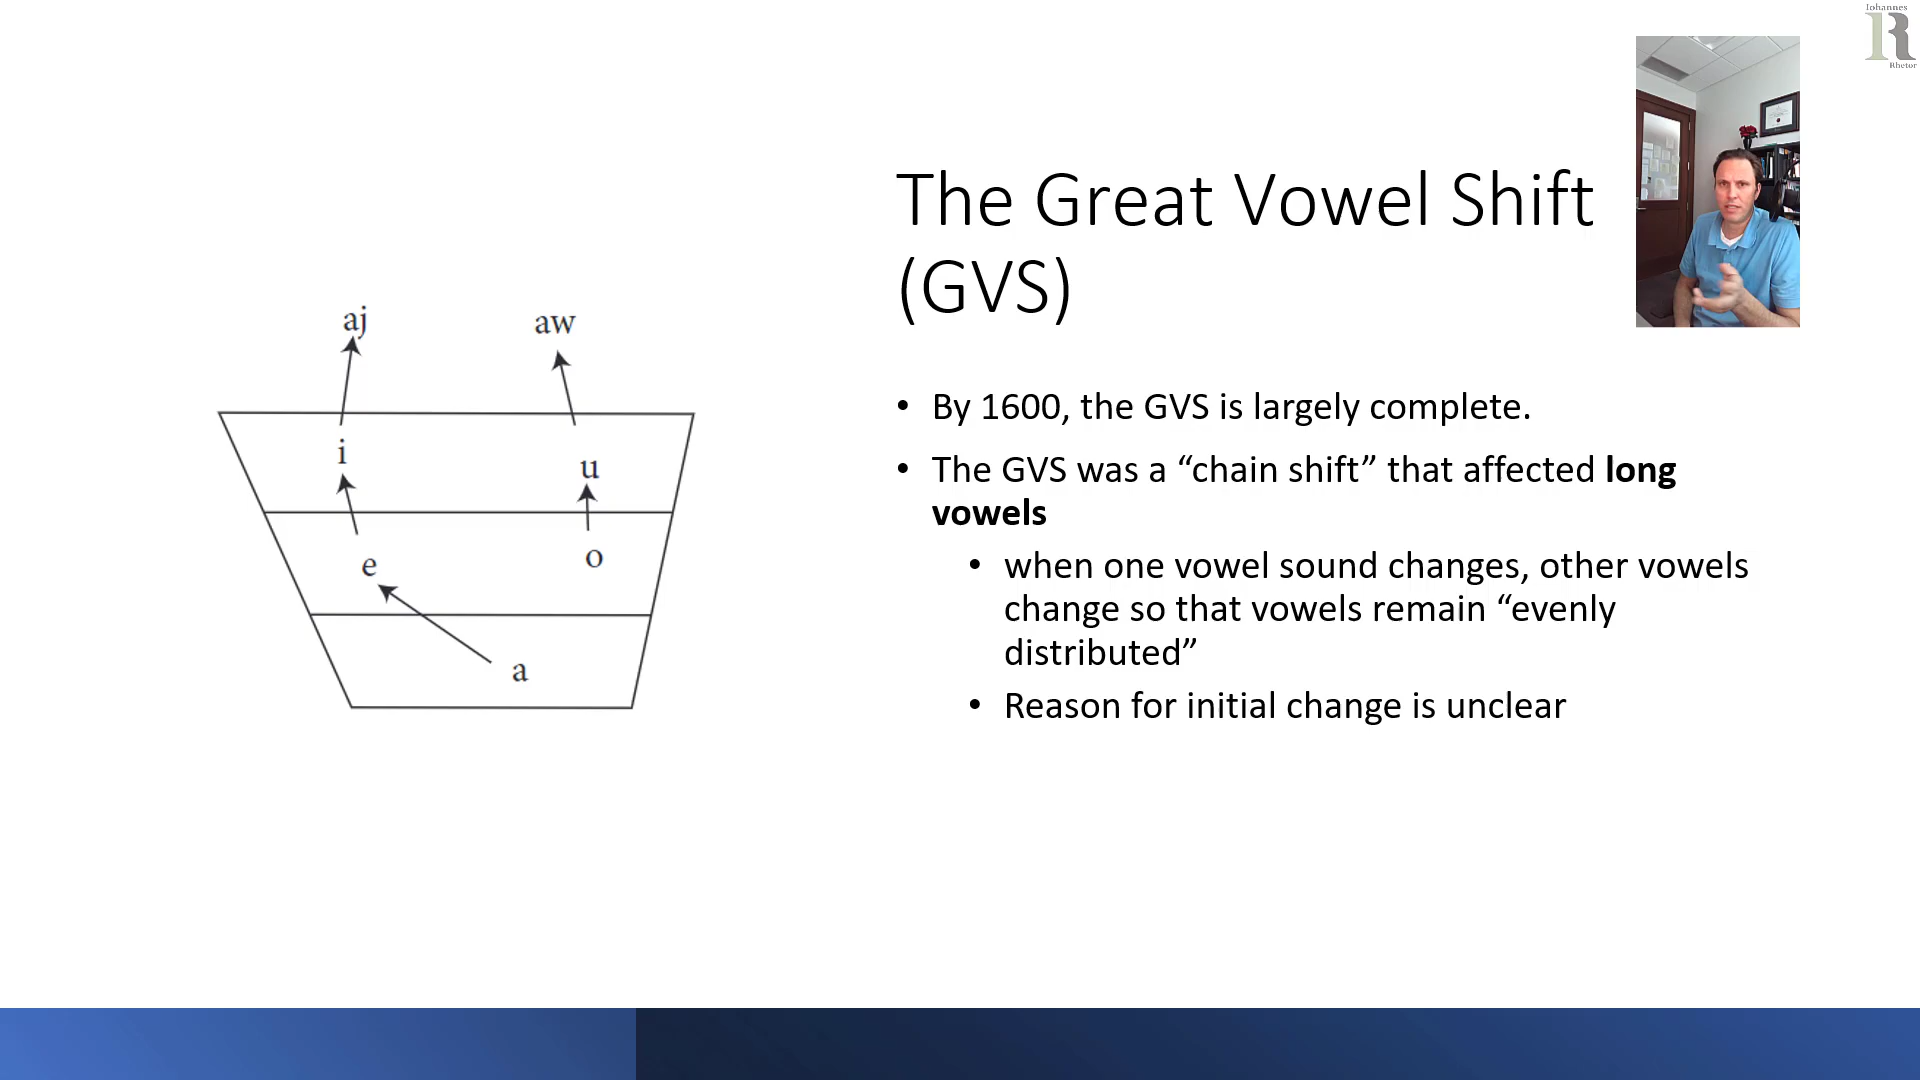 Iohannes
R
Rhetor
The Great Vowel Shift
(GVS)
aj
aw
i
u
e
o
a
• By 1600, the GVS is largely complete.
• The GVS was a “chain shift” that affected long
vowels
• when one vowel sound changes, other vowels
change so that vowels remain “evenly
distributed”
• Reason for initial change is unclear